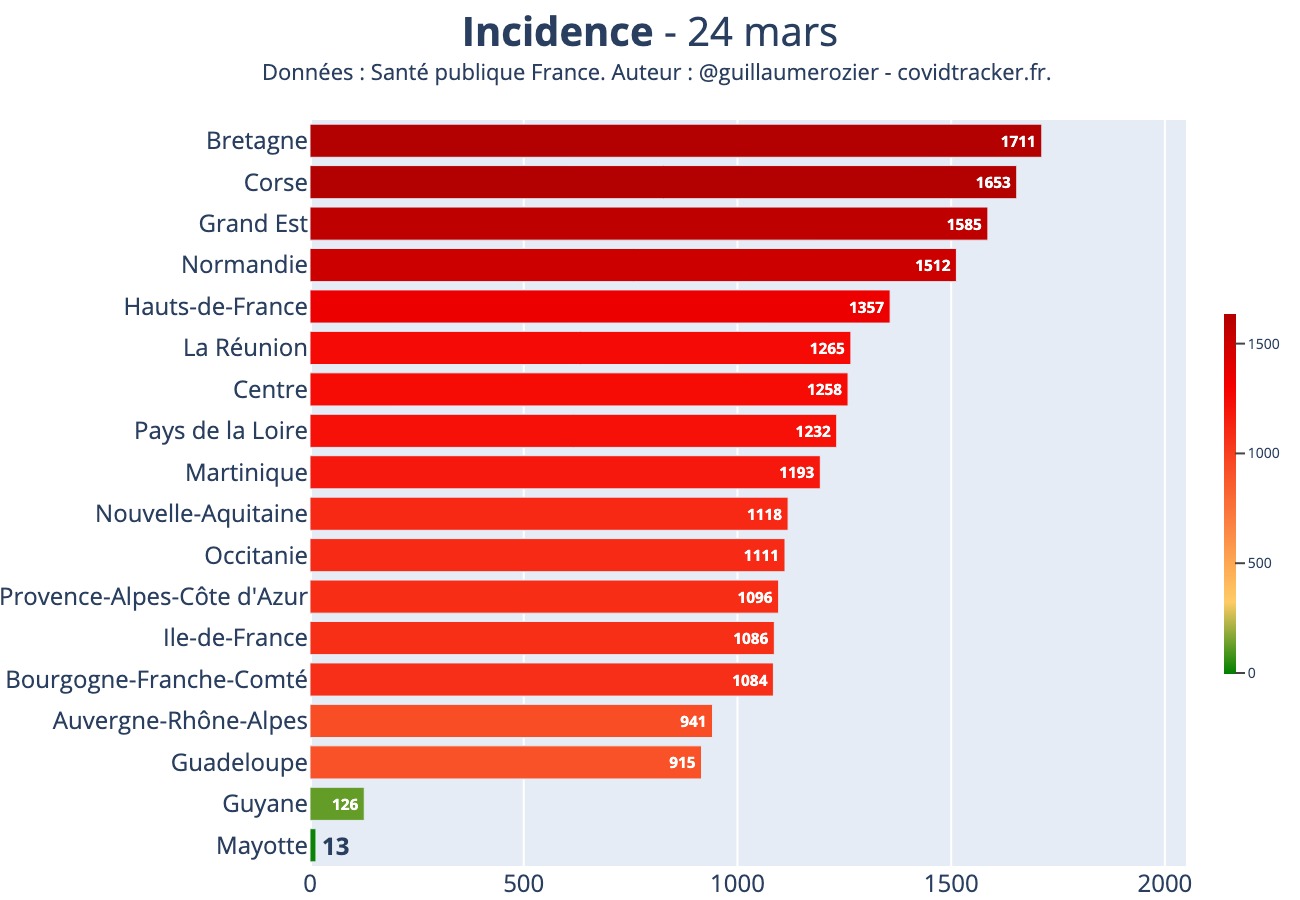 Incidence - 24 mars
Données : Santé publique France. Auteur : @guillaumerozier - covidtracker.fr.
Bretagne 1711
Corse 1653
Grand Est 1585
Normandie 1512
Hauts-de-France 1357
La Réunion 1265
Centre 1258
Pays de la Loire 1232
Martinique 1193
Nouvelle-Aquitaine 1118
Occitanie 1111
Provence-Alpes-Côte d'Azur 1096
Ile-de-France 1086
Bourgogne-Franche-Comté 1084
Auvergne-Rhône-Alpes 941
Guadeloupe 915
Guyane 126
Mayotte 13
0 500 1000 1500 2000
1500
1000
500
0